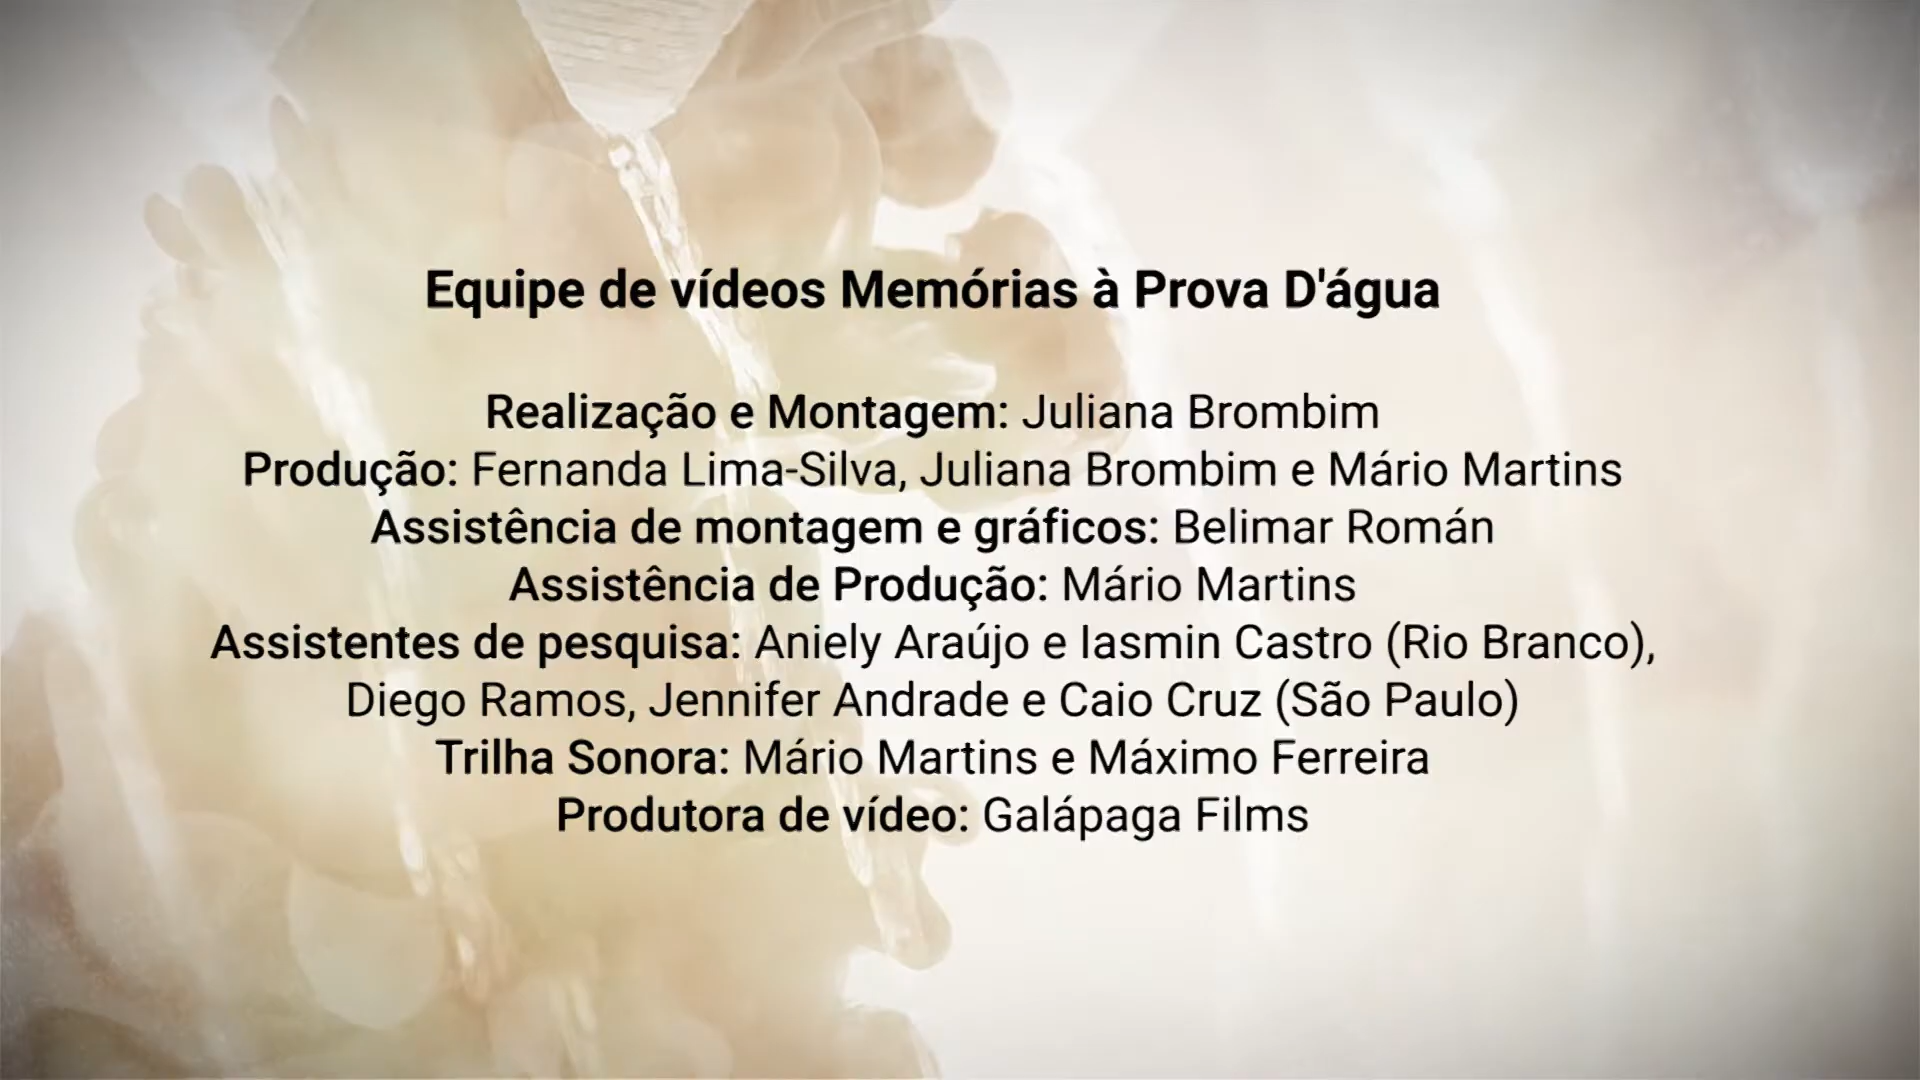 Equipe de vídeos Memórias à Prova D'água
Realização e Montagem: Juliana Brombim
Produção: Fernanda Lima-Silva, Juliana Brombim e Mário Martins
Assistência de montagem e gráficos: Belimar Román
Assistência de Produção: Mário Martins
Assistentes de pesquisa: Aniely Araújo e Iasmin Castro (Rio Branco),
Diego Ramos, Jennifer Andrade e Caio Cruz (São Paulo)
Trilha Sonora: Mário Martins e Máximo Ferreira
Produtora de vídeo: Galápaga Films